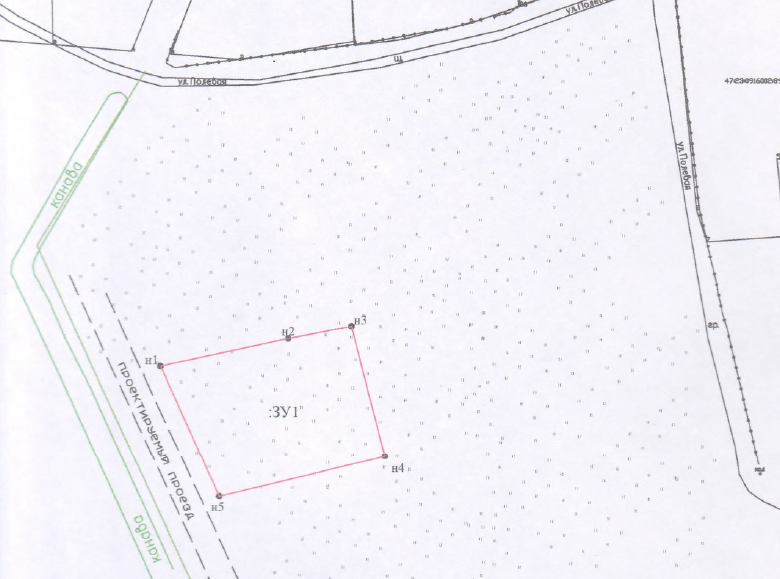 ул. Полевая
ул. Полевая
канава
ул. Полевая
н1
н2
н3
:ЗУ1
н4
н5
проектируемый проезд
канава